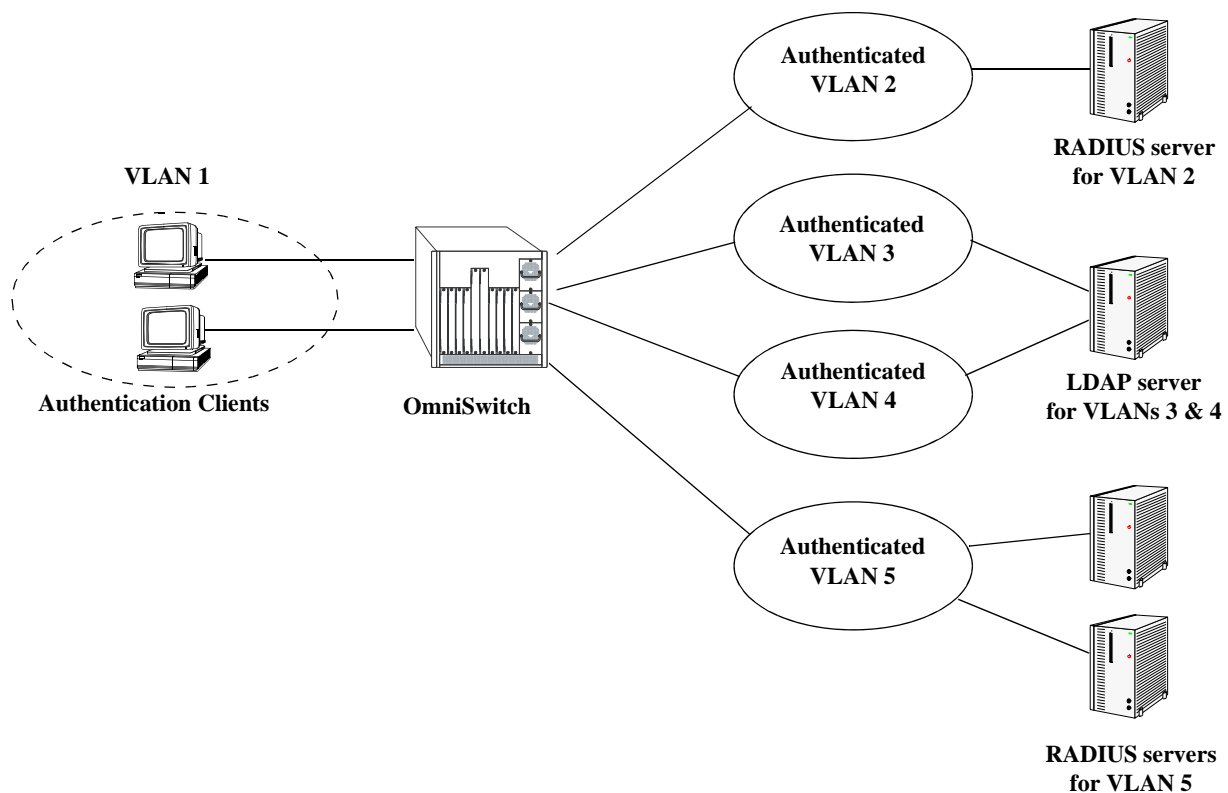 VLAN 1
Authentication Clients
OmniSwitch
Authenticated
VLAN 2
Authenticated
VLAN 3
Authenticated
VLAN 4
Authenticated
VLAN 5
RADIUS server
for VLAN 2
LDAP server
for VLANs 3 & 4
RADIUS servers
for VLAN 5